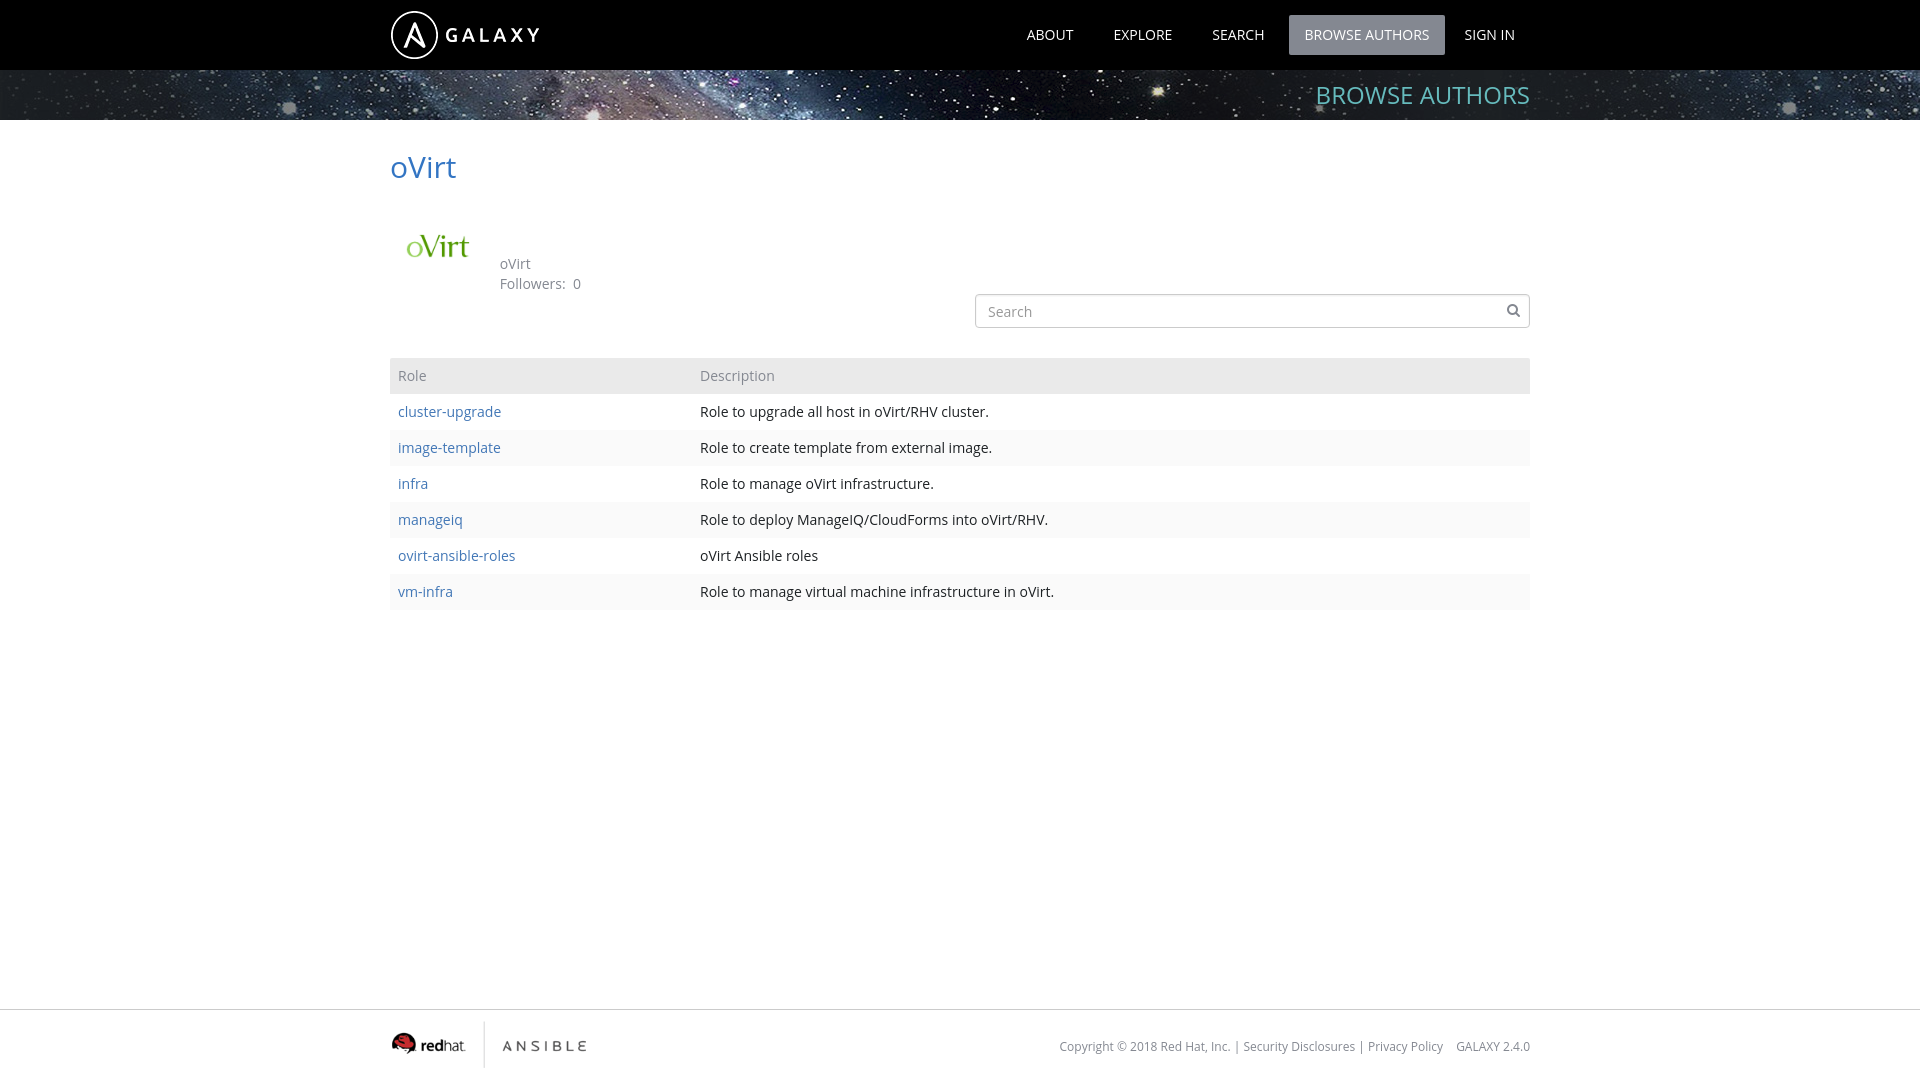 GALAXY
ABOUT EXPLORE SEARCH BROWSE AUTHORS SIGN IN
BROWSE AUTHORS
oVirt
oVirt
oVirt
Followers: 0
Search
Role Description
cluster-upgrade Role to upgrade all host in oVirt/RHV cluster.
image-template Role to create template from external image.
infra Role to manage oVirt infrastructure.
manageiq Role to deploy ManageIQ/CloudForms into oVirt/RHV.
ovirt-ansible-roles oVirt Ansible roles
vm-infra Role to manage virtual machine infrastructure in oVirt.
redhat. ANSIBLE Copyright © 2018 Red Hat, Inc. | Security Disclosures | Privacy Policy GALAXY 2.4.0